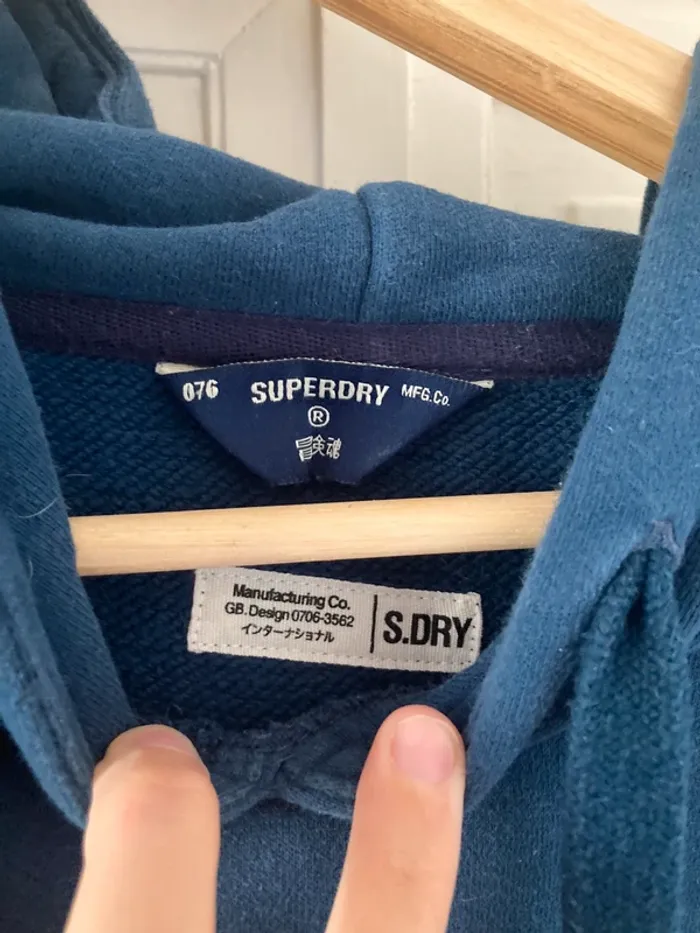 076 SUPERDRY MFG.Co.
®
冒険魂
Manufacturing Co.
GB. Design 0706-3562
インターナショナル
S.DRY